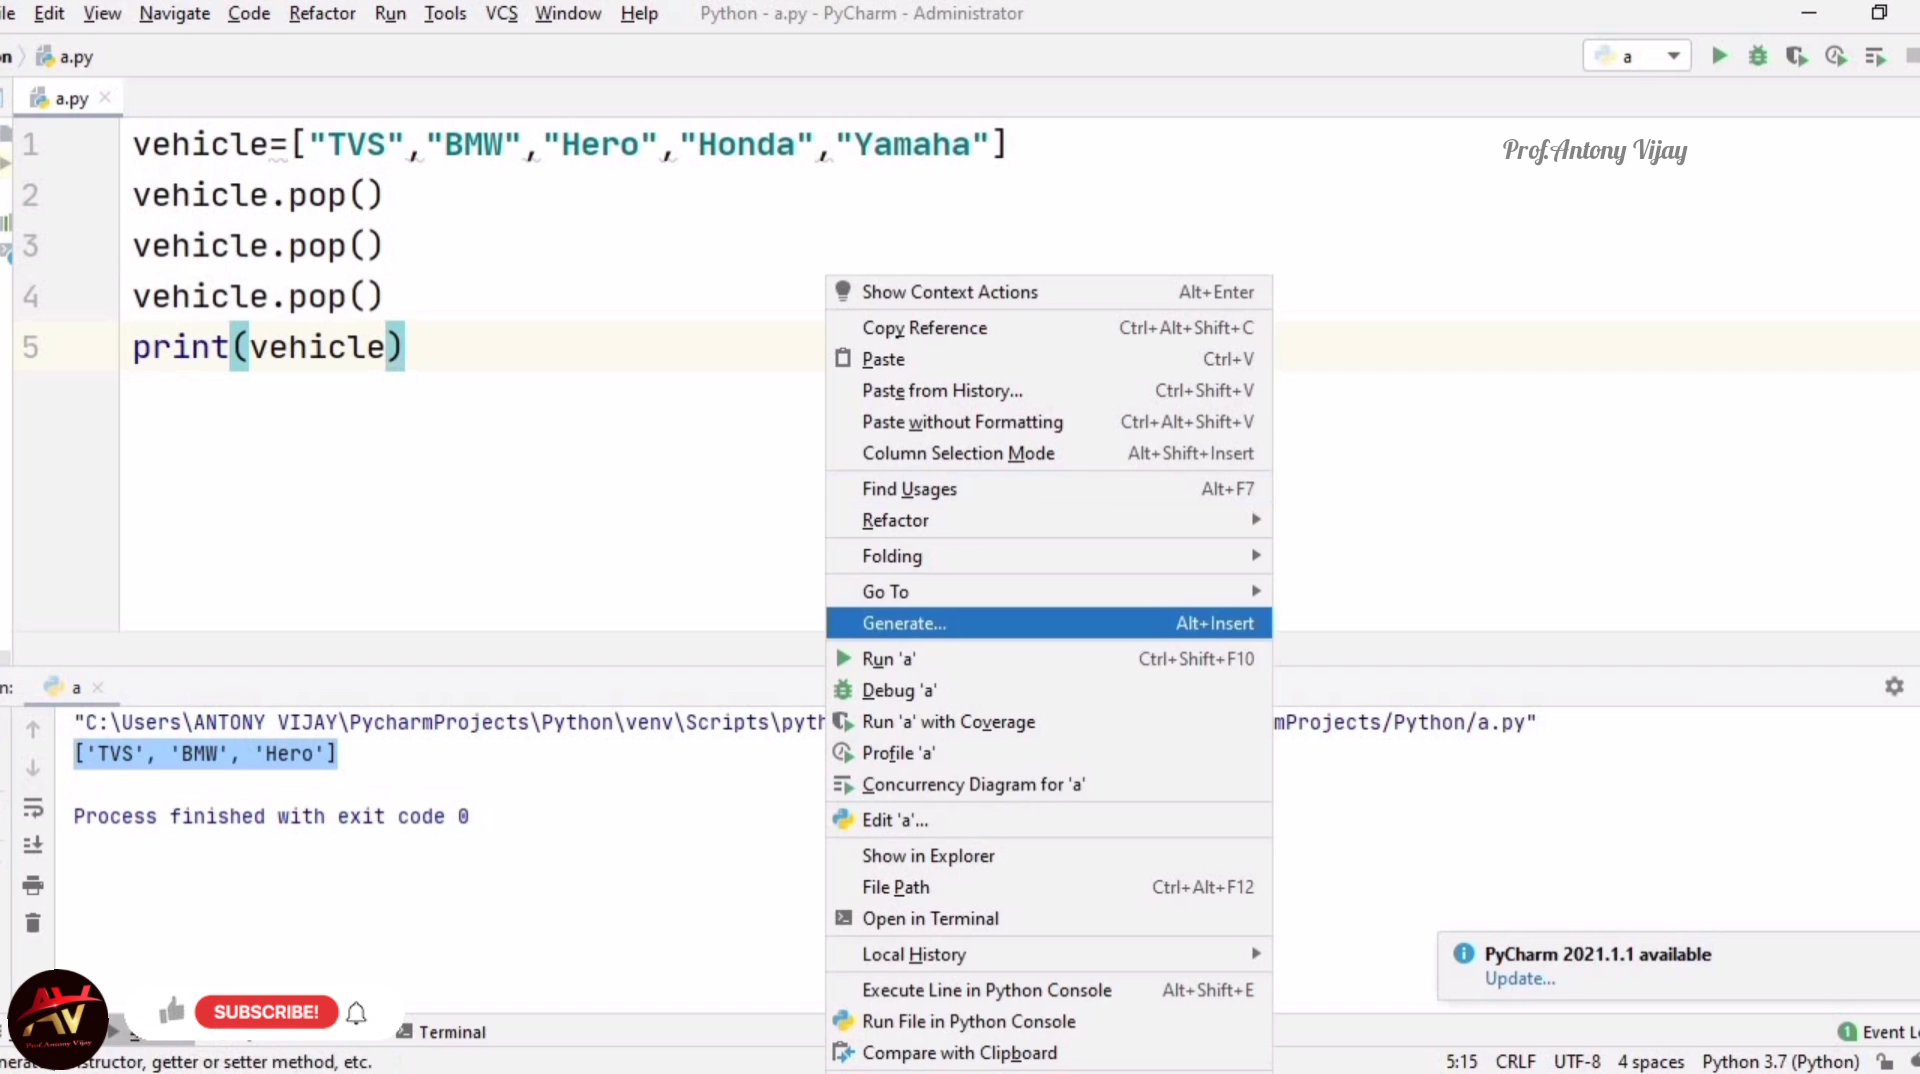 ile Edit View Navigate Code Refactor Run Tools VCS Window Help Python - a.py - PyCharm - Administrator
n a.py
a
a.py
1 vehicle=["TVS","BMW","Hero","Honda","Yamaha"]
Prof.Antony Vijay
2 vehicle.pop()
3 vehicle.pop()
4 vehicle.pop()
5 print(vehicle)
Show Context Actions Alt+Enter
Copy Reference Ctrl+Alt+Shift+C
Paste Ctrl+V
Paste from History... Ctrl+Shift+V
Paste without Formatting Ctrl+Alt+Shift+V
Column Selection Mode Alt+Shift+Insert
Find Usages Alt+F7
Refactor
Folding
Go To
Generate... Alt+Insert
Run 'a' Ctrl+Shift+F10
Debug 'a'
Run 'a' with Coverage
Profile 'a'
Concurrency Diagram for 'a'
Edit 'a'...
Show in Explorer
File Path Ctrl+Alt+F12
Open in Terminal
Local History
Execute Line in Python Console Alt+Shift+E
Run File in Python Console
Compare with Clipboard
n: a
"C:\Users\ANTONY VIJAY\PycharmProjects\Python\venv\Scripts\pyth mProjects/Python/a.py"
['TVS', 'BMW', 'Hero']
Process finished with exit code 0
PyCharm 2021.1.1 available
Update...
AV
Prof.Antony Vijay
SUBSCRIBE!
Terminal
1 Event Lo
structor, getter or setter method, etc.
5:15 CRLF UTF-8 4 spaces Python 3.7 (Python)